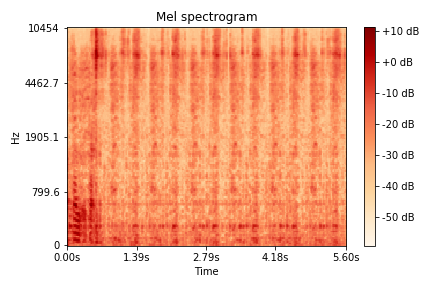 Mel spectrogram
10454
4462.7
1905.1
799.6
0
Hz
0.00s 1.39s 2.79s 4.18s 5.60s
Time
+10 dB
+0 dB
-10 dB
-20 dB
-30 dB
-40 dB
-50 dB